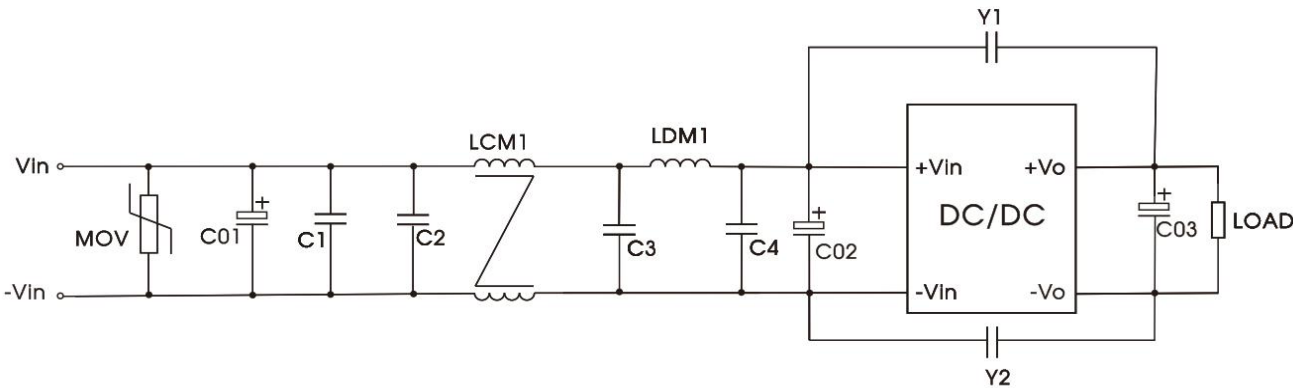 Y1
LCM1
LDM1
Vin
+Vin
+Vo
MOV
+
C01
C1
C2
C3
C4
+
C02
DC/DC
+
C03
LOAD
-Vin
-Vin
-Vo
Y2